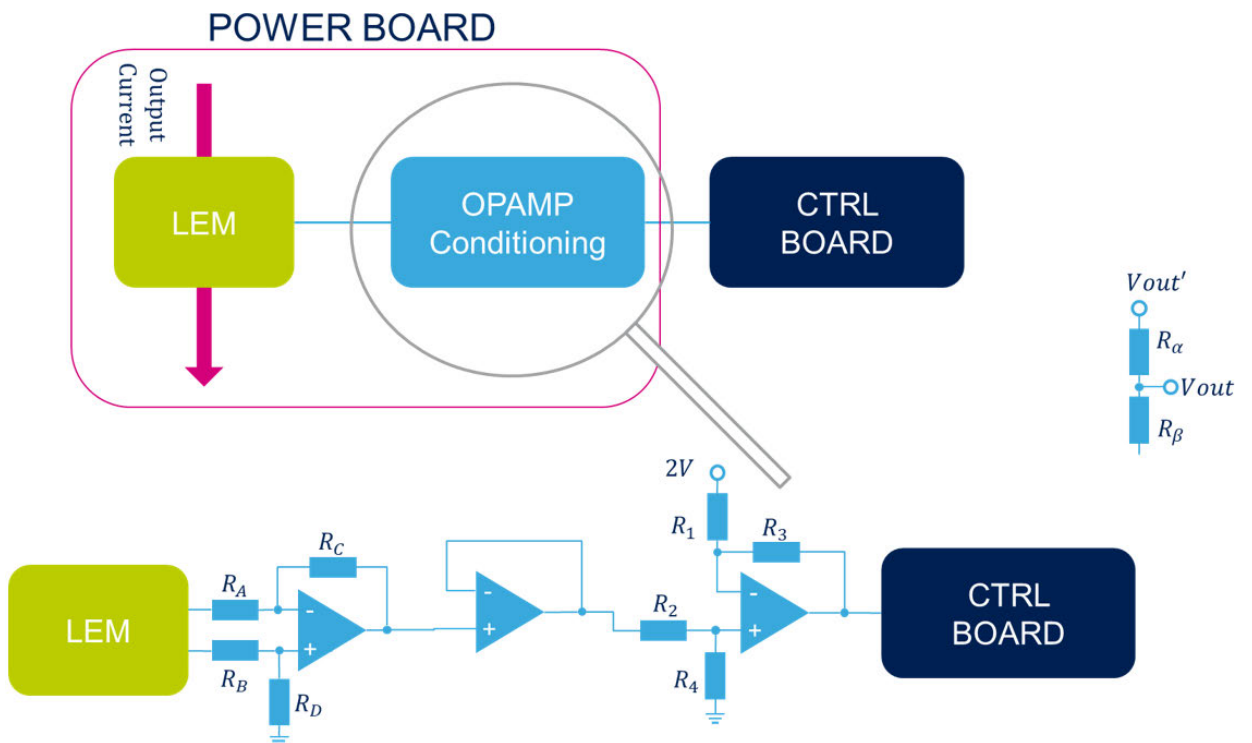 POWER BOARD
Output
Current
LEM
OPAMP
Conditioning
CTRL
BOARD
Vout'
Rα
Vout
Rβ
2V
R1
R3
RC
RA
LEM
RB
RD
-
+
-
+
R2
R4
-
+
CTRL
BOARD